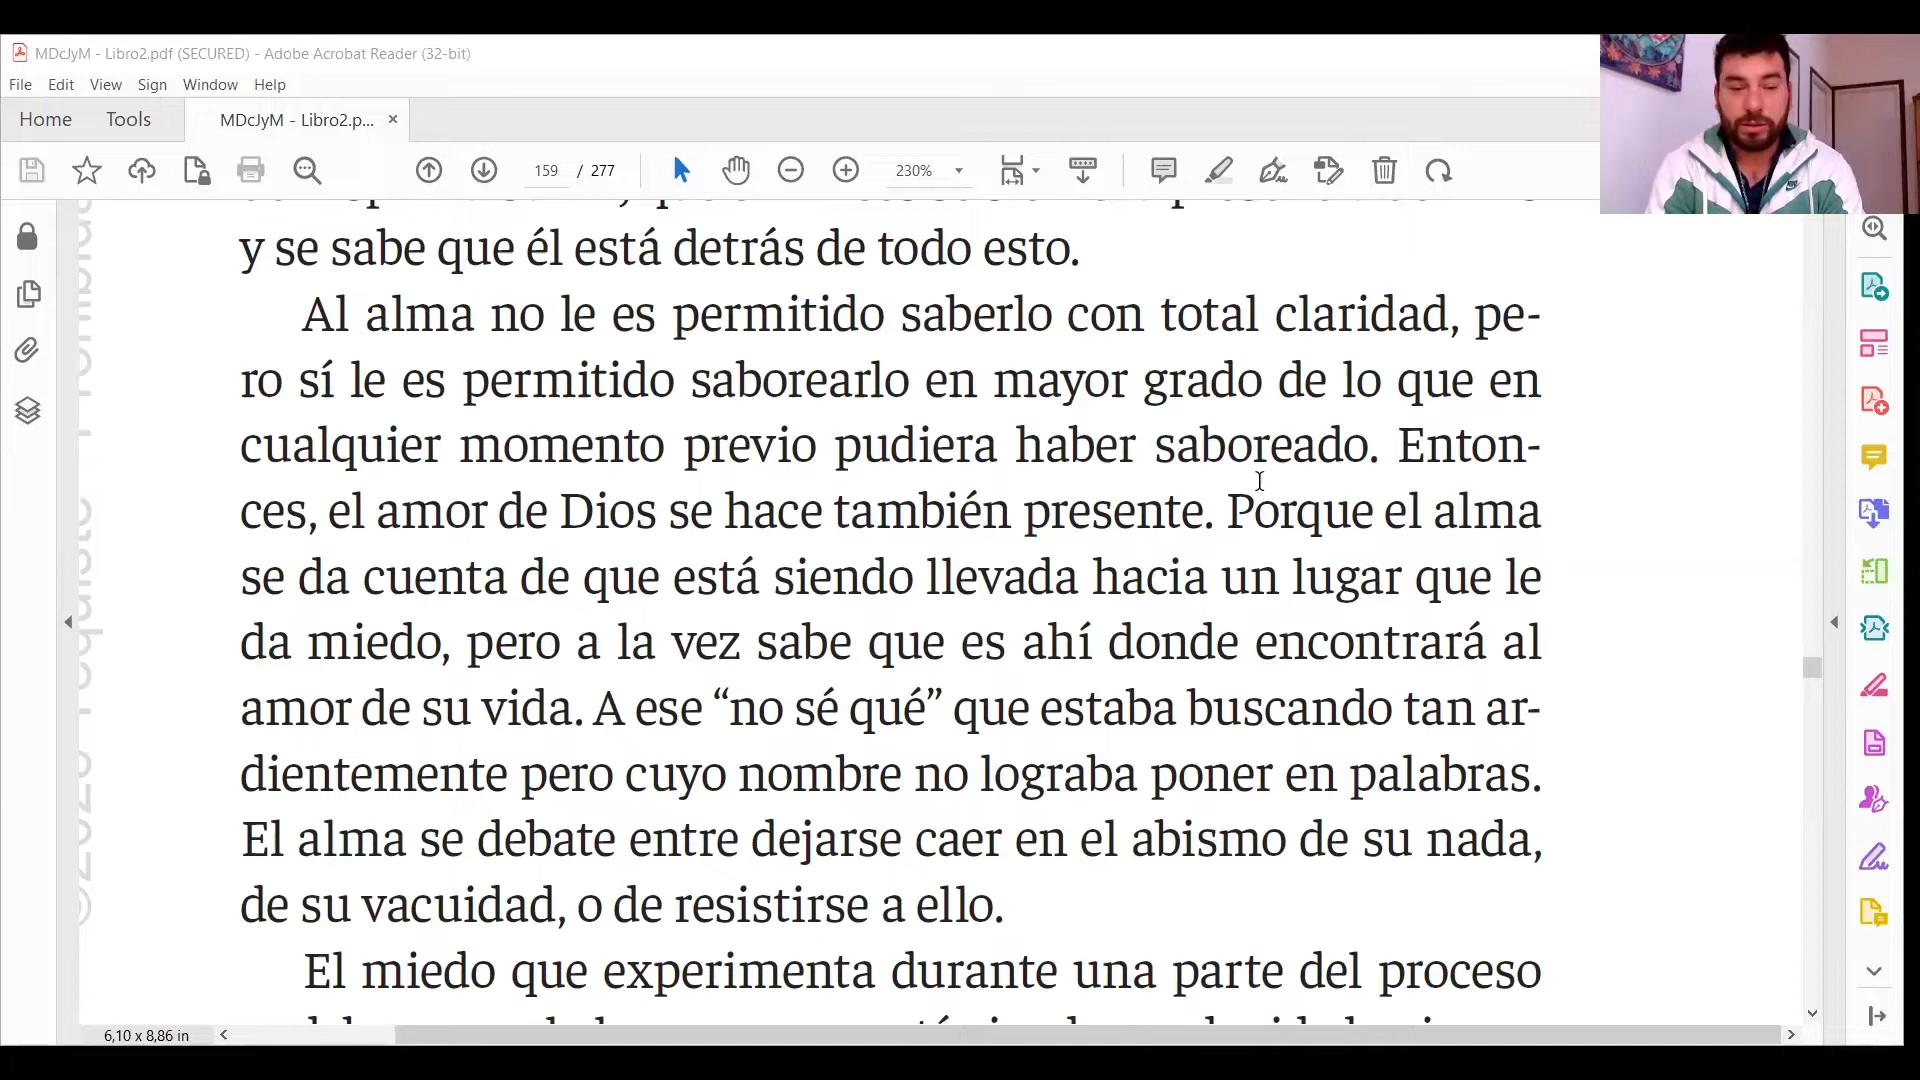 MDcJyM - Libro2.pdf (SECURED) - Adobe Acrobat Reader (32-bit)
File Edit View Sign Window Help
Home Tools MDcJyM - Libro2.p... ×
159 / 277 230%
y se sabe que él está detrás de todo esto.
Al alma no le es permitido saberlo con total claridad, pe-
ro sí le es permitido saborearlo en mayor grado de lo que en
cualquier momento previo pudiera haber saboreado. Enton-
ces, el amor de Dios se hace también presente. Porque el alma
se da cuenta de que está siendo llevada hacia un lugar que le
da miedo, pero a la vez sabe que es ahí donde encontrará al
amor de su vida. A ese “no sé qué” que estaba buscando tan ar-
dientemente pero cuyo nombre no lograba poner en palabras.
El alma se debate entre dejarse caer en el abismo de su nada,
de su vacuidad, o de resistirse a ello.
El miedo que experimenta durante una parte del proceso
6,10 x 8,86 in